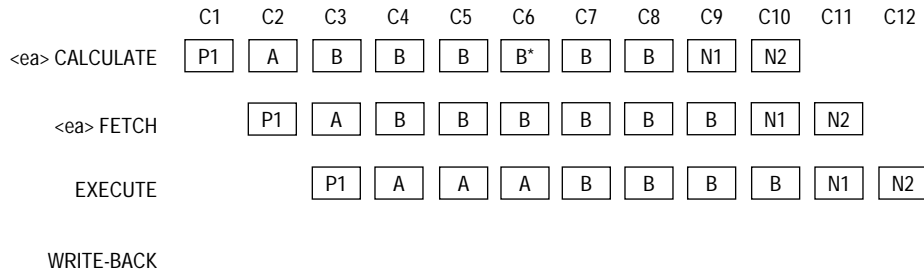 C1 C2 C3 C4 C5 C6 C7 C8 C9 C10 C11 C12
<ea> CALCULATE P1 A B B B B* B B N1 N2
<ea> FETCH P1 A B B B B B B N1 N2
EXECUTE P1 A A A B B B B N1 N2
WRITE-BACK